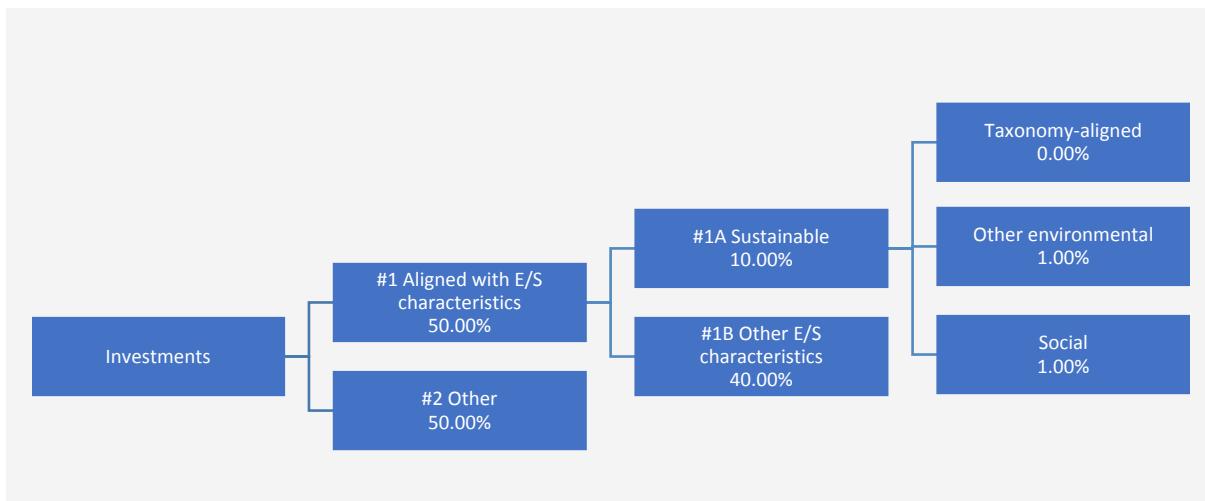 Investments
#1 Aligned with E/S
characteristics
50.00%
#2 Other
50.00%
#1A Sustainable
10.00%
#1B Other E/S
characteristics
40.00%
Taxonomy-aligned
0.00%
Other environmental
1.00%
Social
1.00%